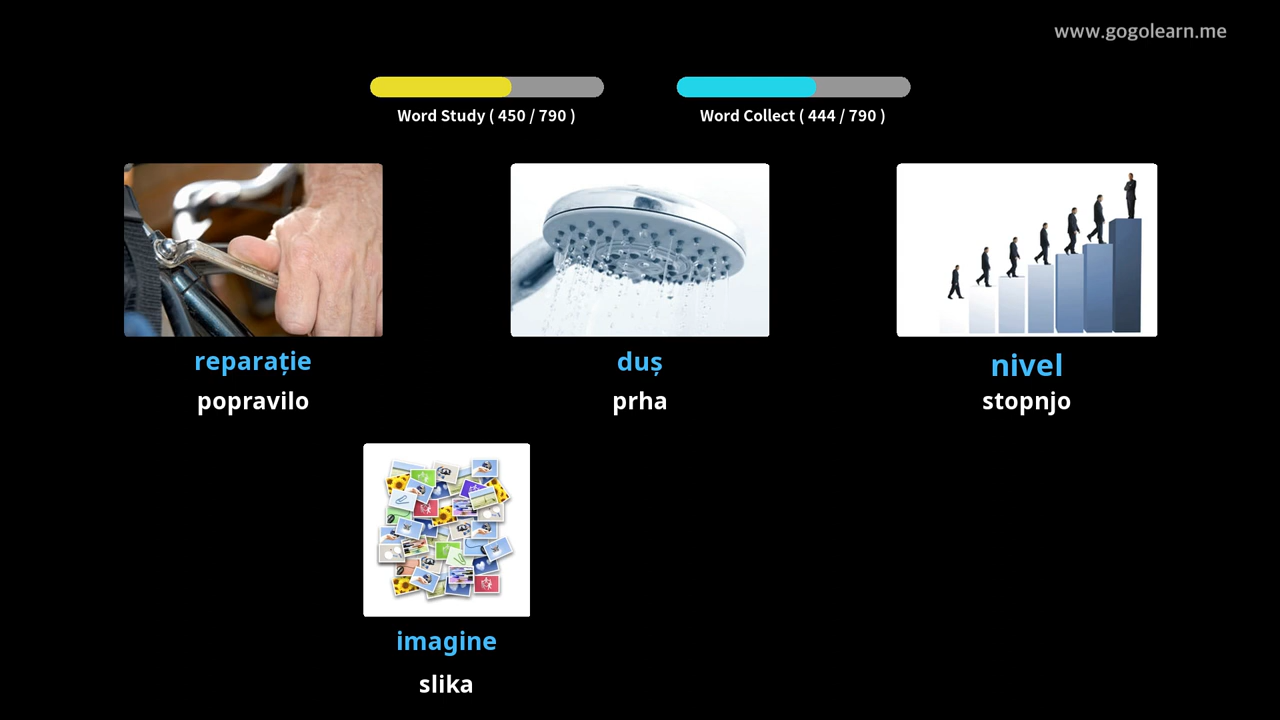 www.gogolearn.me
Word Study ( 450 / 790 )
Word Collect ( 444 / 790 )
reparație
duș
nivel
popravilo
prha
stopnjo
imagine
slika